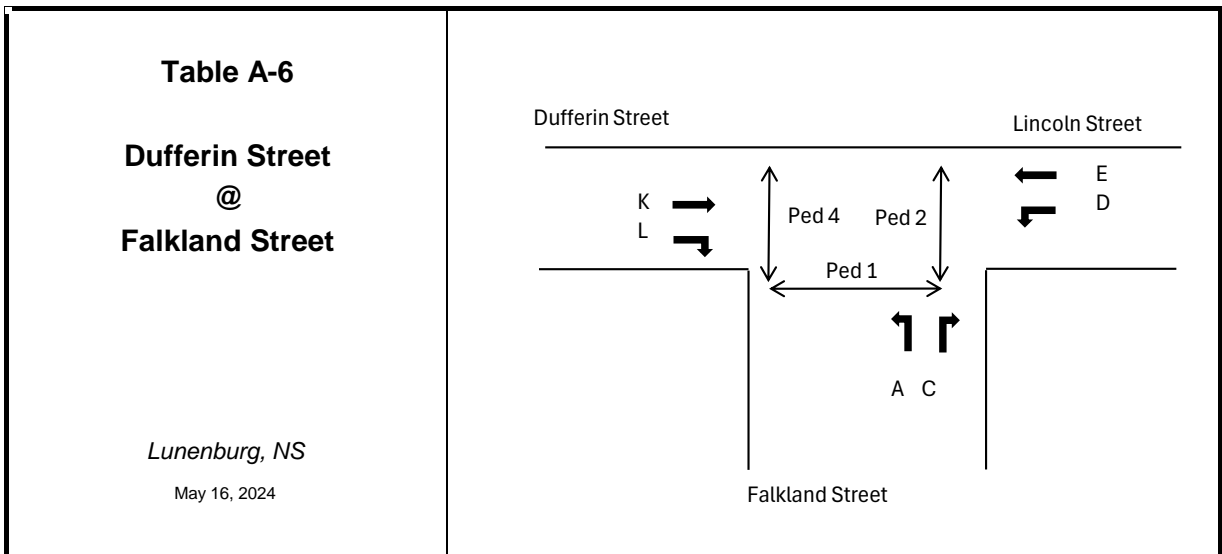 Table A-6
Dufferin Street
@
Falkland Street
Lunenburg, NS
May 16, 2024
Dufferin Street
Lincoln Street
K
L
Ped 4
Ped 2
E
D
Ped 1
A C
Falkland Street